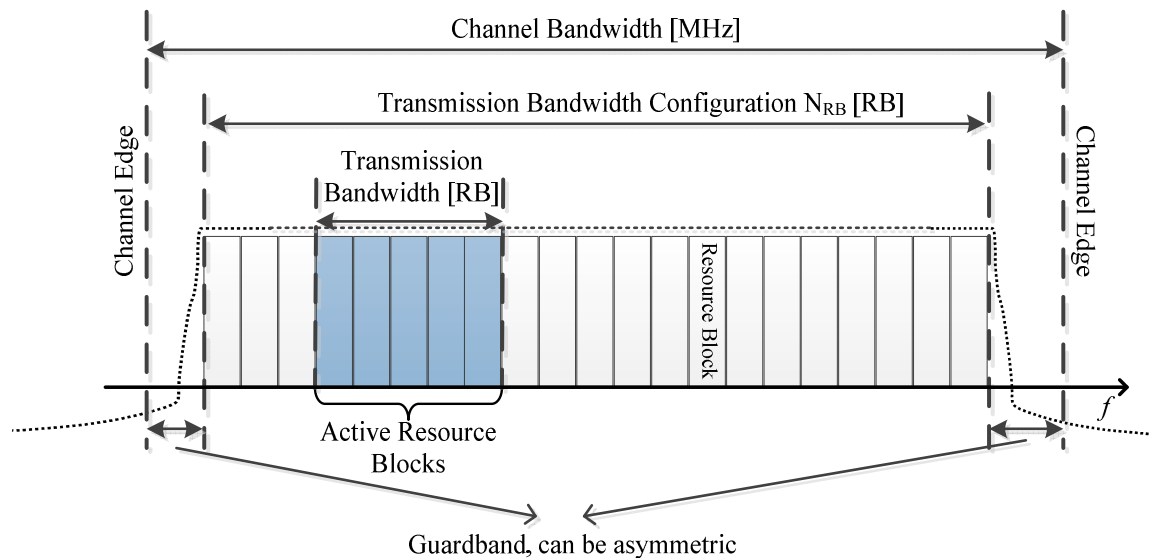 Channel Bandwidth [MHz]
Transmission Bandwidth Configuration NRB [RB]
Transmission
Bandwidth [RB]
Channel Edge
Channel Edge
Resource Block
f
Active Resource
Blocks
Guardband, can be asymmetric